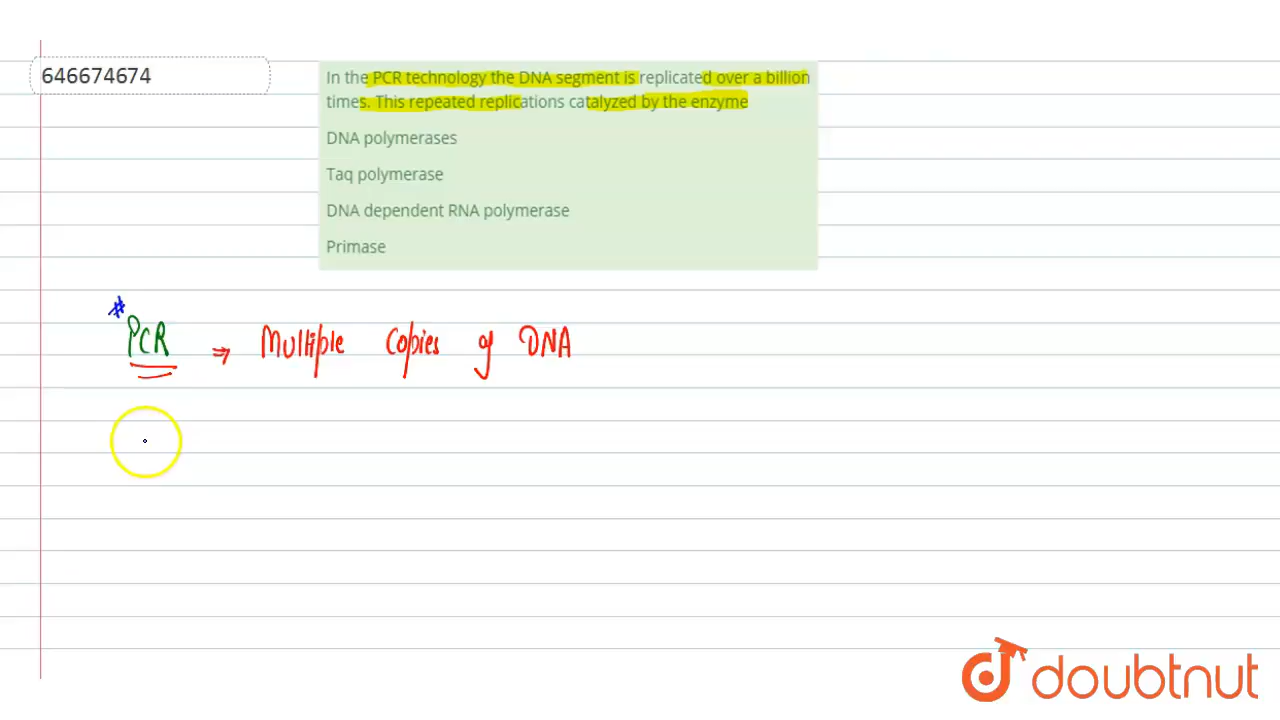 646674674
In the PCR technology the DNA segment is replicated over a billion
times. This repeated replications catalyzed by the enzyme
DNA polymerases
Taq polymerase
DNA dependent RNA polymerase
Primase
* PCR ⇒ Multiple Copies of DNA
doubtnut